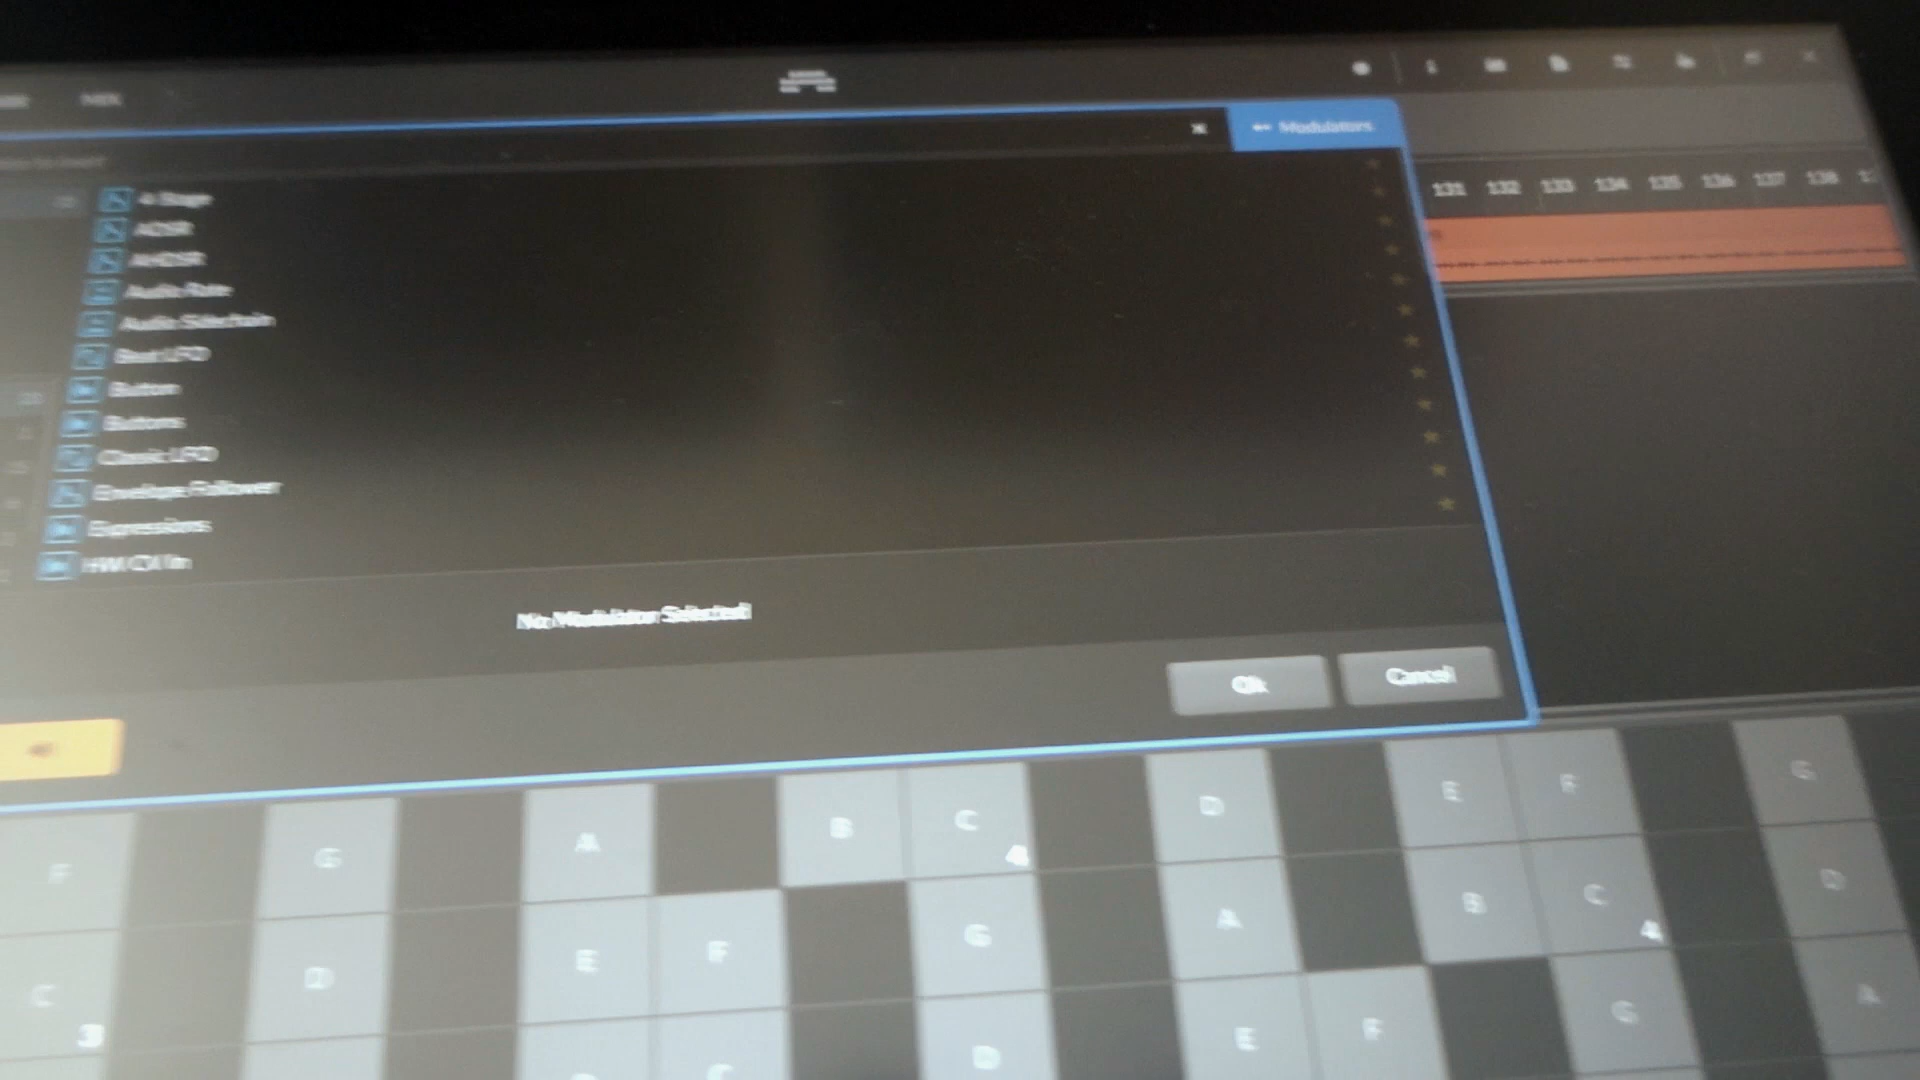 MIX
Modulators
131 132 133 134 135 136 137 138
4-Stage
ADSR
AHDSR
Audio Rate
Audio Sidechain
Beat LFO
Button
Buttons
Classic LFO
Envelope Follower
Expressions
HW CV In
No Modulator Selected
Ok Cancel
F G A B C 4 D E F G
C 3 D E F G A B C 4 D
D E F G A